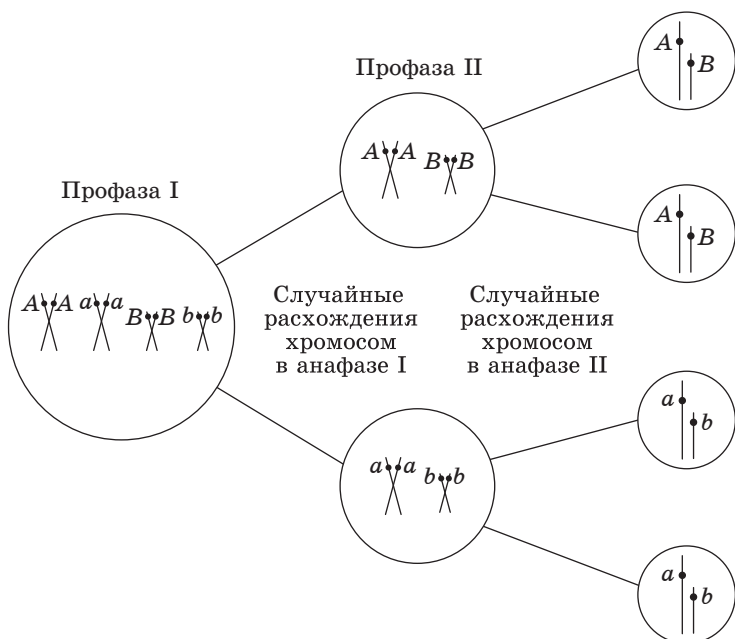 Профаза I
A A a a B B b b
Профаза II
A A B B
Случайные
расхождения
хромосом
в анафазе I
a a b b
Случайные
расхождения
хромосом
в анафазе II
A B
A B
a b
a b